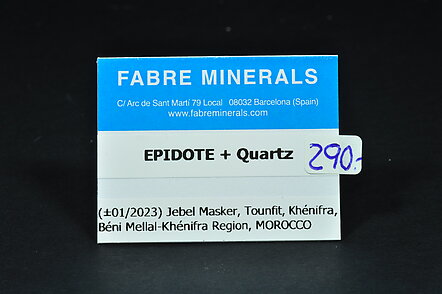 FABRE MINERALS
C/ Arc de Sant Martí 79 Local 08032 Barcelona (Spain)
www.fabreminerals.com
EPIDOTE + Quartz 290.-
(±01/2023) Jebel Masker, Tounfit, Khénifra,
Béni Mellal-Khénifra Region, MOROCCO